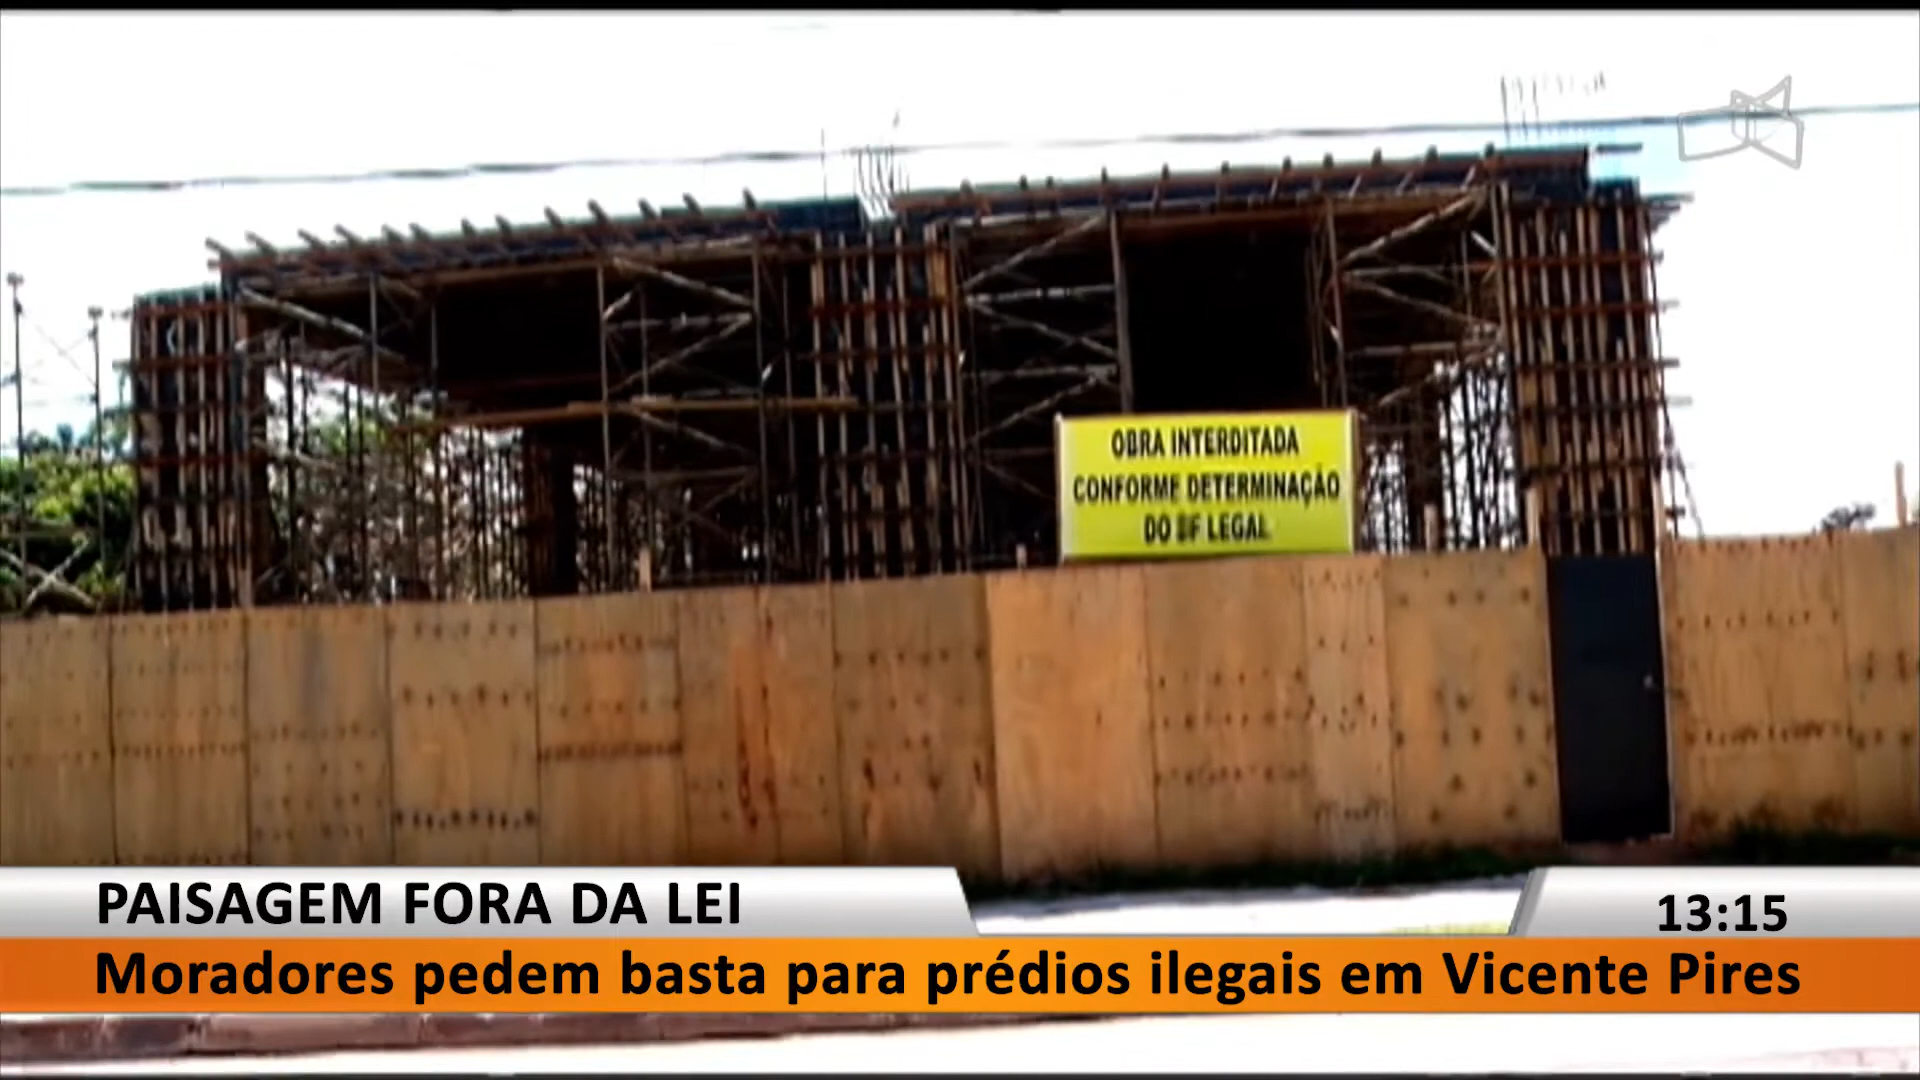 OBRA INTERDITADA
CONFORME DETERMINAÇÃO
DO DF LEGAL
PAISAGEM FORA DA LEI
13:15
Moradores pedem basta para prédios ilegais em Vicente Pires